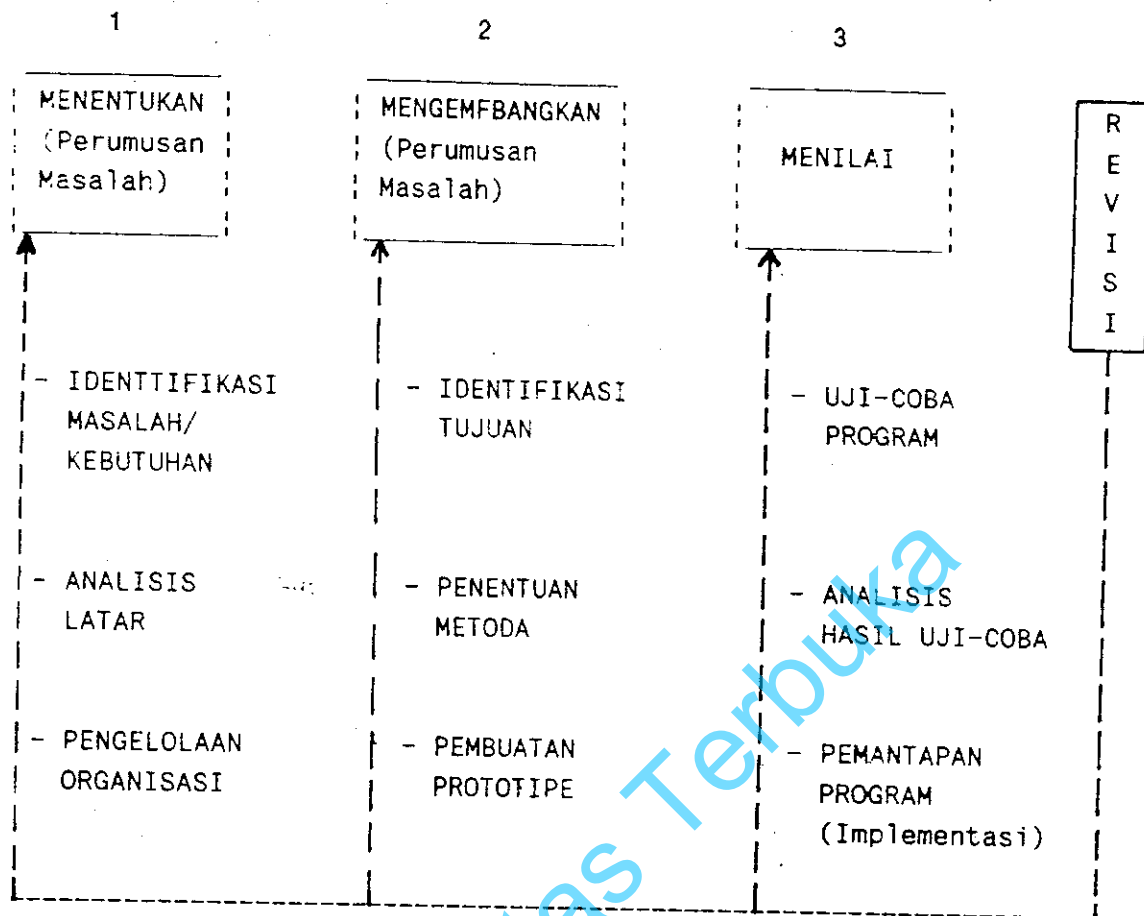 1
2
3
MENENTUKAN
(Perumusan
Masalah)
MENGEMFBANGKAN
(Perumusan
Masalah)
MENILAI
R
E
V
I
S
I
- IDENTTIFIKASI
MASALAH/
KEBUTUHAN
- ANALISIS
LATAR
- PENGELOLAAN
ORGANISASI
- IDENTIFIKASI
TUJUAN
- PENENTUAN
METODA
- PEMBUATAN
PROTOTIPE
- UJI-COBA
PROGRAM
- ANALISIS
HASIL UJI-COBA
- PEMANTAPAN
PROGRAM
(Implementasi)
as Terbuka